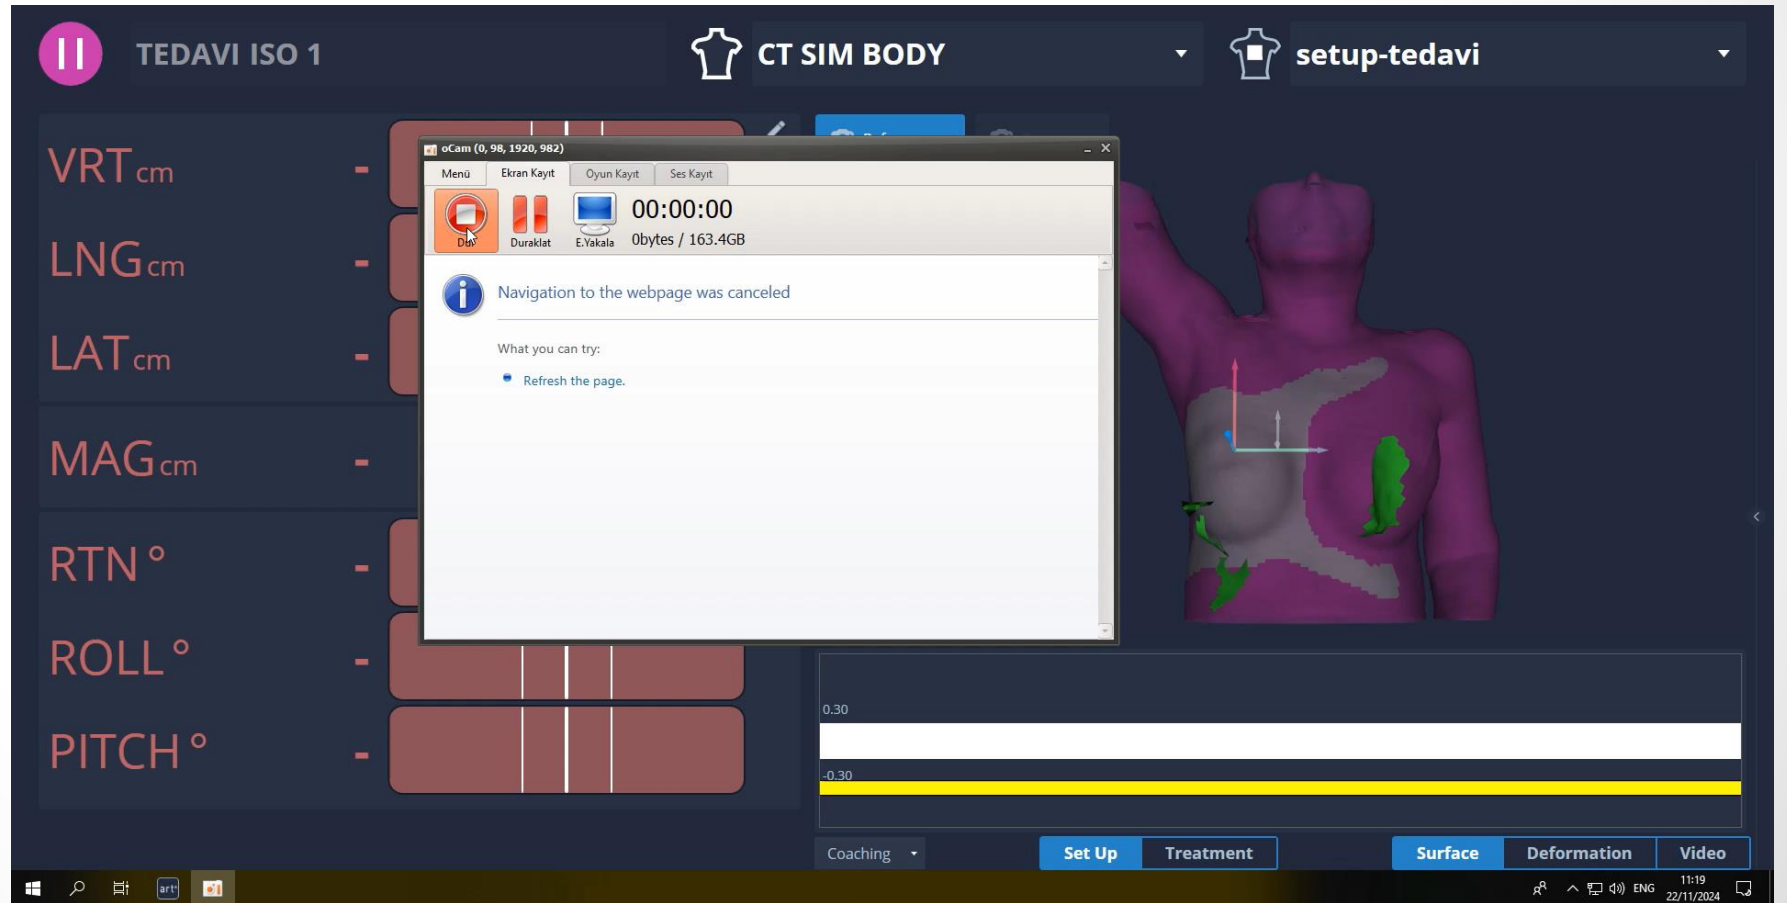 TEDAVI ISO 1
CT SIM BODY
setup-tedavi
VRT cm -
LNG cm -
LAT cm -
MAG cm -
RTN ° -
ROLL ° -
PITCH ° -
oCam (0, 98, 1920, 982)
Menü Ekran Kayıt Oyun Kayıt Ses Kayıt
00:00:00
Duraklat E.Yakala 0bytes / 163.4GB
Navigation to the webpage was canceled
What you can try:
Refresh the page.
0.30
-0.30
Coaching Set Up Treatment Surface Deformation Video
art
ENG
11:19
22/11/2024